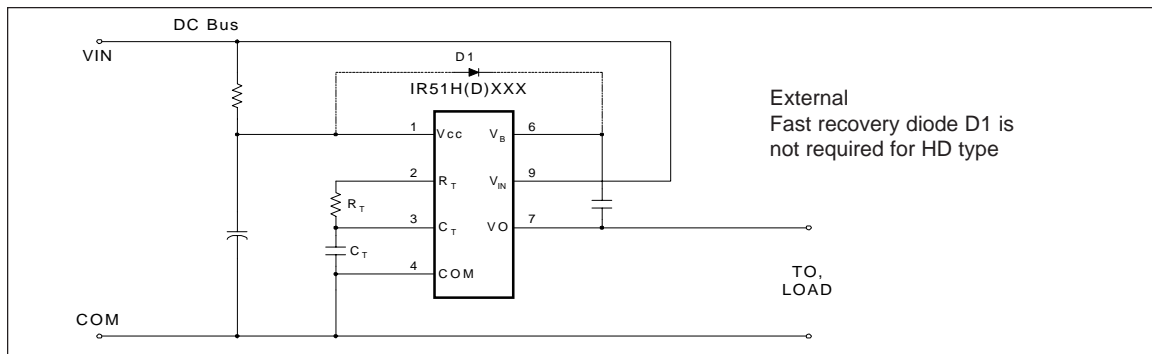 DC Bus
VIN
D1
IR51H(D)XXX
External
Fast recovery diode D1 is
not required for HD type
1 Vcc VB 6
2 RT VIN 9
RT
3 CT VO 7
CT
4 COM
TO,
LOAD
COM